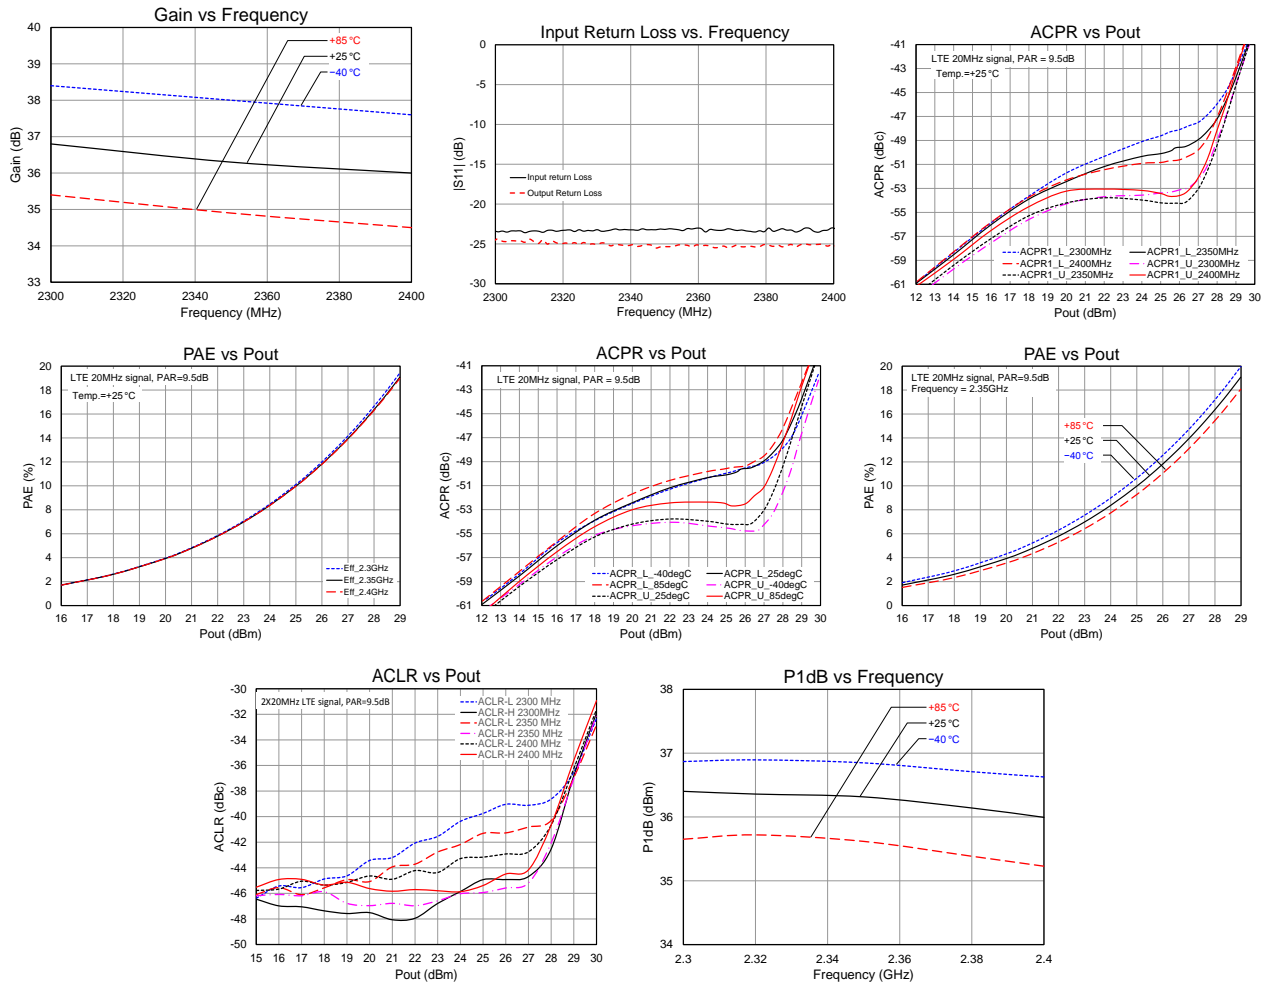 Gain vs Frequency
40
39
38
37
36
35
34
33
Gain (dB)
+85 °C
+25 °C
−40 °C
2300 2320 2340 2360 2380 2400
Frequency (MHz)
Input Return Loss vs. Frequency
0
-5
-10
-15
-20
-25
-30
|S11| (dB)
Input return Loss
Output Return Loss
2300 2320 2340 2360 2380 2400
Frequency (MHz)
ACPR vs Pout
-41
-43
-45
-47
-49
-51
-53
-55
-57
-59
-61
ACPR (dBc)
LTE 20MHz signal, PAR = 9.5dB
Temp.=+25 °C
ACPR1_L_2300MHz
ACPR1_L_2350MHz
ACPR1_L_2400MHz
ACPR1_U_2300MHz
ACPR1_U_2350MHz
ACPR1_U_2400MHz
12 13 14 15 16 17 18 19 20 21 22 23 24 25 26 27 28 29 30
Pout (dBm)
PAE vs Pout
20
18
16
14
12
10
8
6
4
2
0
PAE (%)
LTE 20MHz signal, PAR=9.5dB
Temp.=+25 °C
Eff_2.3GHz
Eff_2.35GHz
Eff_2.4GHz
16 17 18 19 20 21 22 23 24 25 26 27 28 29
Pout (dBm)
ACPR vs Pout
-41
-43
-45
-47
-49
-51
-53
-55
-57
-59
-61
ACPR (dBc)
LTE 20MHz signal, PAR = 9.5dB
ACPR_L_-40degC
ACPR_L_25degC
ACPR_L_85degC
ACPR_U_-40degC
ACPR_U_25degC
ACPR_U_85degC
12 13 14 15 16 17 18 19 20 21 22 23 24 25 26 27 28 29 30
Pout (dBm)
PAE vs Pout
20
18
16
14
12
10
8
6
4
2
0
PAE (%)
LTE 20MHz signal, PAR=9.5dB
Frequency = 2.35GHz
+85 °C
+25 °C
−40 °C
16 17 18 19 20 21 22 23 24 25 26 27 28 29
Pout (dBm)
ACLR vs Pout
-30
-32
-34
-36
-38
-40
-42
-44
-46
-48
-50
ACLR (dBc)
2X20MHz LTE signal, PAR=9.5dB
ACLR-L 2300 MHz
ACLR-H 2300MHz
ACLR-L 2350 MHz
ACLR-H 2350 MHz
ACLR-L 2400 MHz
ACLR-H 2400 MHz
15 16 17 18 19 20 21 22 23 24 25 26 27 28 29 30
Pout (dBm)
P1dB vs Frequency
38
37
36
35
34
P1dB (dBm)
+85 °C
+25 °C
−40 °C
2.3 2.32 2.34 2.36 2.38 2.4
Frequency (GHz)